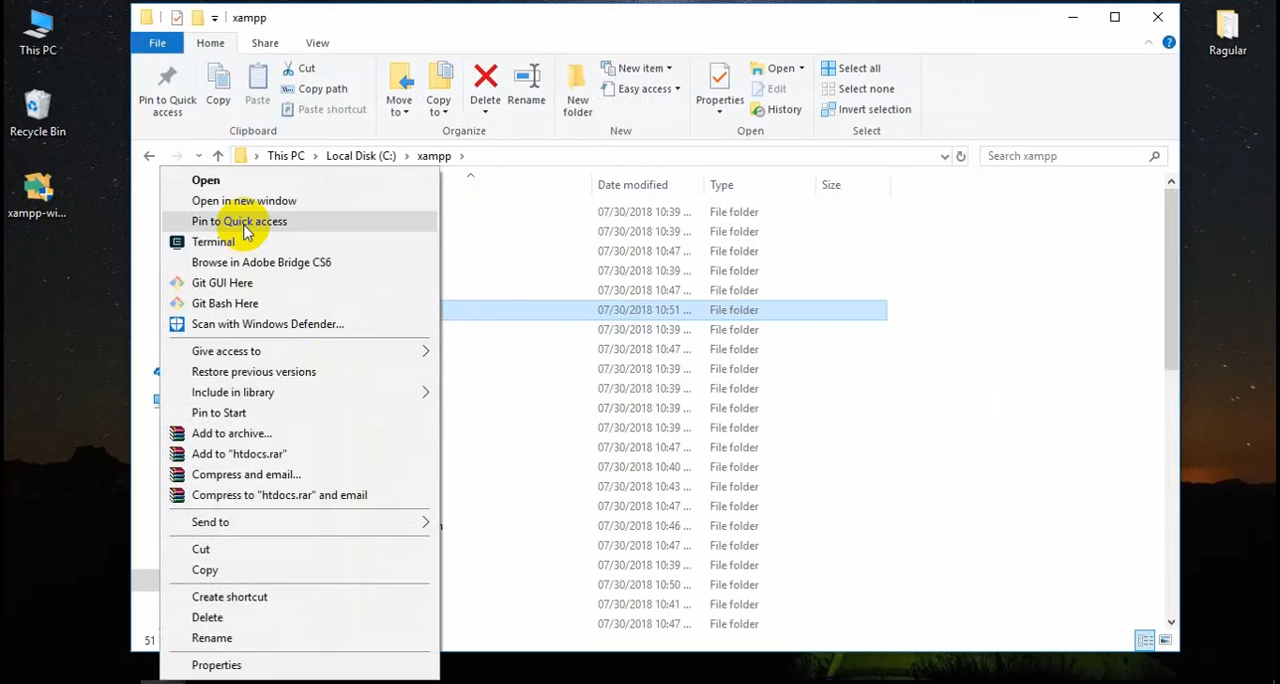 This PC
Recycle Bin
xampp-wi...
Ragular
xampp
File
Home
Share
View
Pin to Quick access
Copy
Paste
Cut
Copy path
Paste shortcut
Clipboard
Move to
Copy to
Delete
Rename
Organize
New folder
New item
Easy access
New
Properties
Open
Edit
History
Open
Select all
Select none
Invert selection
Select
This PC
Local Disk (C:)
xampp
Search xampp
Date modified
Type
Size
07/30/2018 10:39 ... File folder
07/30/2018 10:39 ... File folder
07/30/2018 10:47 ... File folder
07/30/2018 10:39 ... File folder
07/30/2018 10:47 ... File folder
07/30/2018 10:51 ... File folder
07/30/2018 10:39 ... File folder
07/30/2018 10:47 ... File folder
07/30/2018 10:39 ... File folder
07/30/2018 10:39 ... File folder
07/30/2018 10:39 ... File folder
07/30/2018 10:39 ... File folder
07/30/2018 10:47 ... File folder
07/30/2018 10:40 ... File folder
07/30/2018 10:43 ... File folder
07/30/2018 10:47 ... File folder
07/30/2018 10:46 ... File folder
07/30/2018 10:47 ... File folder
07/30/2018 10:39 ... File folder
07/30/2018 10:50 ... File folder
07/30/2018 10:41 ... File folder
07/30/2018 10:47 ... File folder
Open
Open in new window
Pin to Quick access
Terminal
Browse in Adobe Bridge CS6
Git GUI Here
Git Bash Here
Scan with Windows Defender...
Give access to
Restore previous versions
Include in library
Pin to Start
Add to archive...
Add to "htdocs.rar"
Compress and email...
Compress to "htdocs.rar" and email
Send to
Cut
Copy
Create shortcut
Delete
Rename
Properties
51